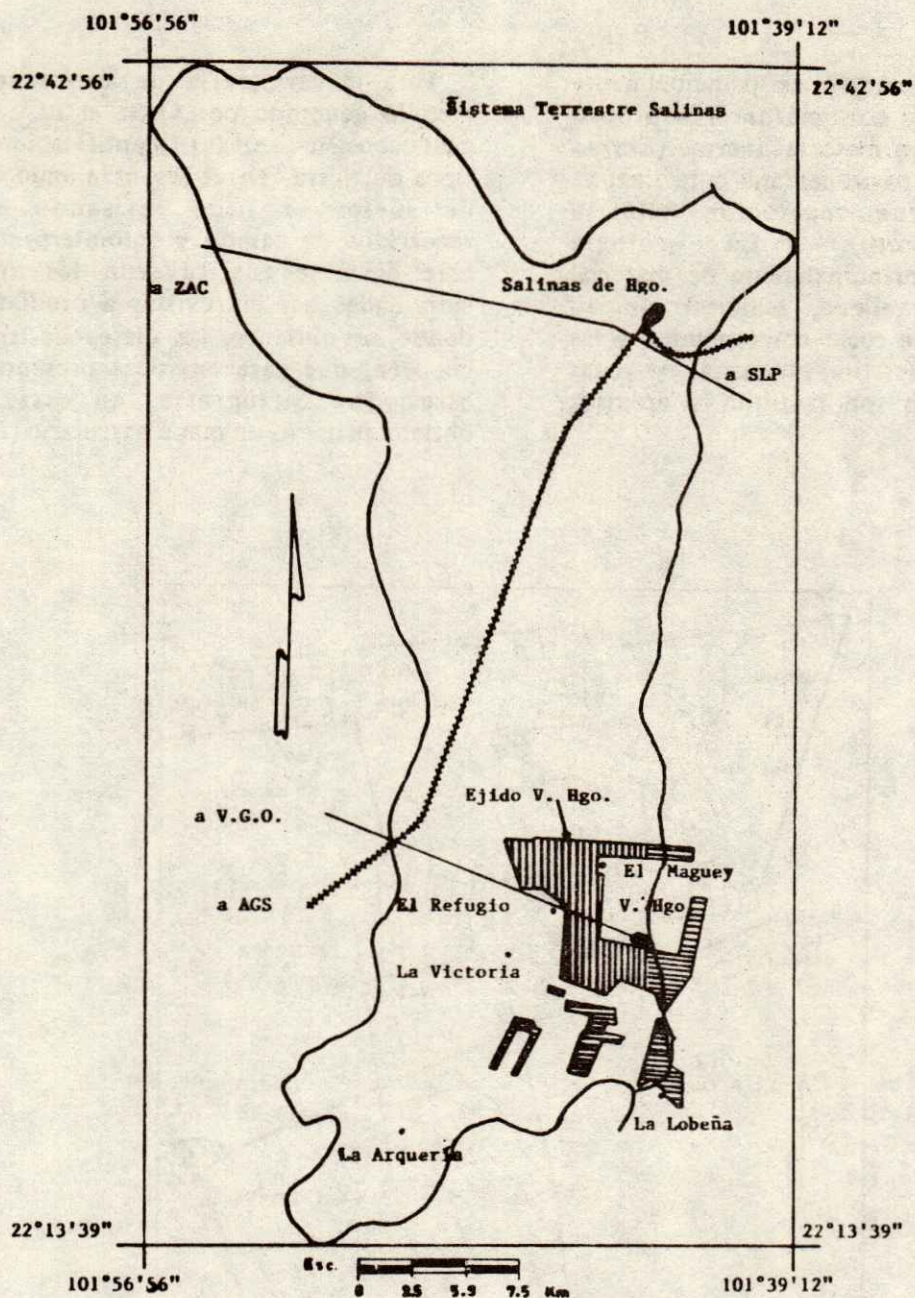 101°56'56"
101°39'12"
22°42'56"
22°42'56"
Sistema Terrestre Salinas
a ZAC
Salinas de Hgo.
a SLP
Ejido V. Hgo.
a V.G.O.
El Maguey
a AGS
El Refugio
V. Hgo
La Victoria
La Lobeña
La Arquería
22°13'39"
22°13'39"
Esc.
101°56'56"
0 2.5 5.9 7.5 Km
101°39'12"